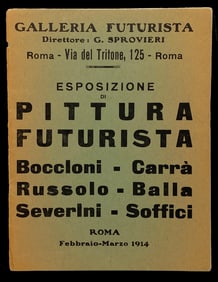 GALLERIA FUTURISTA
Direttore: G. SPROVIERI
Roma - Via del Tritone, 125 - Roma
ESPOSIZIONE
DI
PITTURA
FUTURISTA
Boccioni - Carrà
Russolo - Balla
Severini - Soffici
ROMA
Febbraio-Marzo 1914